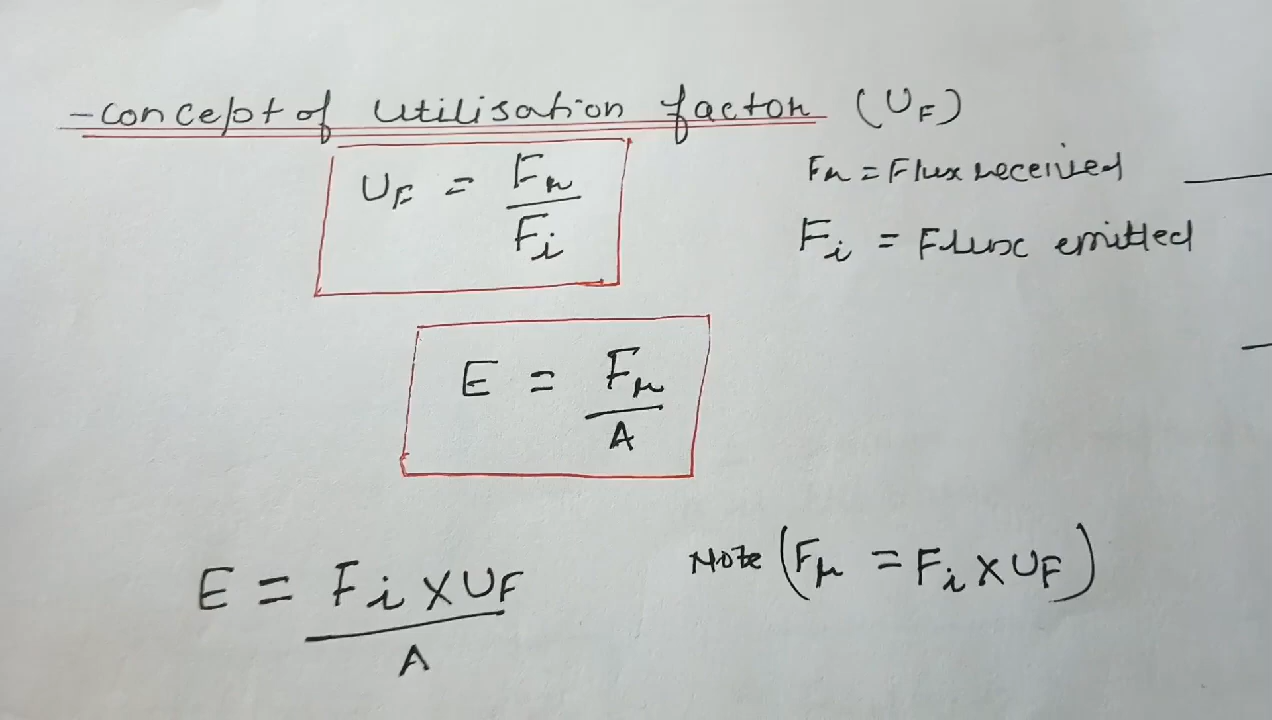 - concept of utilisation factor (UF)
UF = Fr / Fi
Fr = Flux received
Fi = Flux emitted
E = Fr / A
E = Fi × UF / A
Note (Fr = Fi × UF)